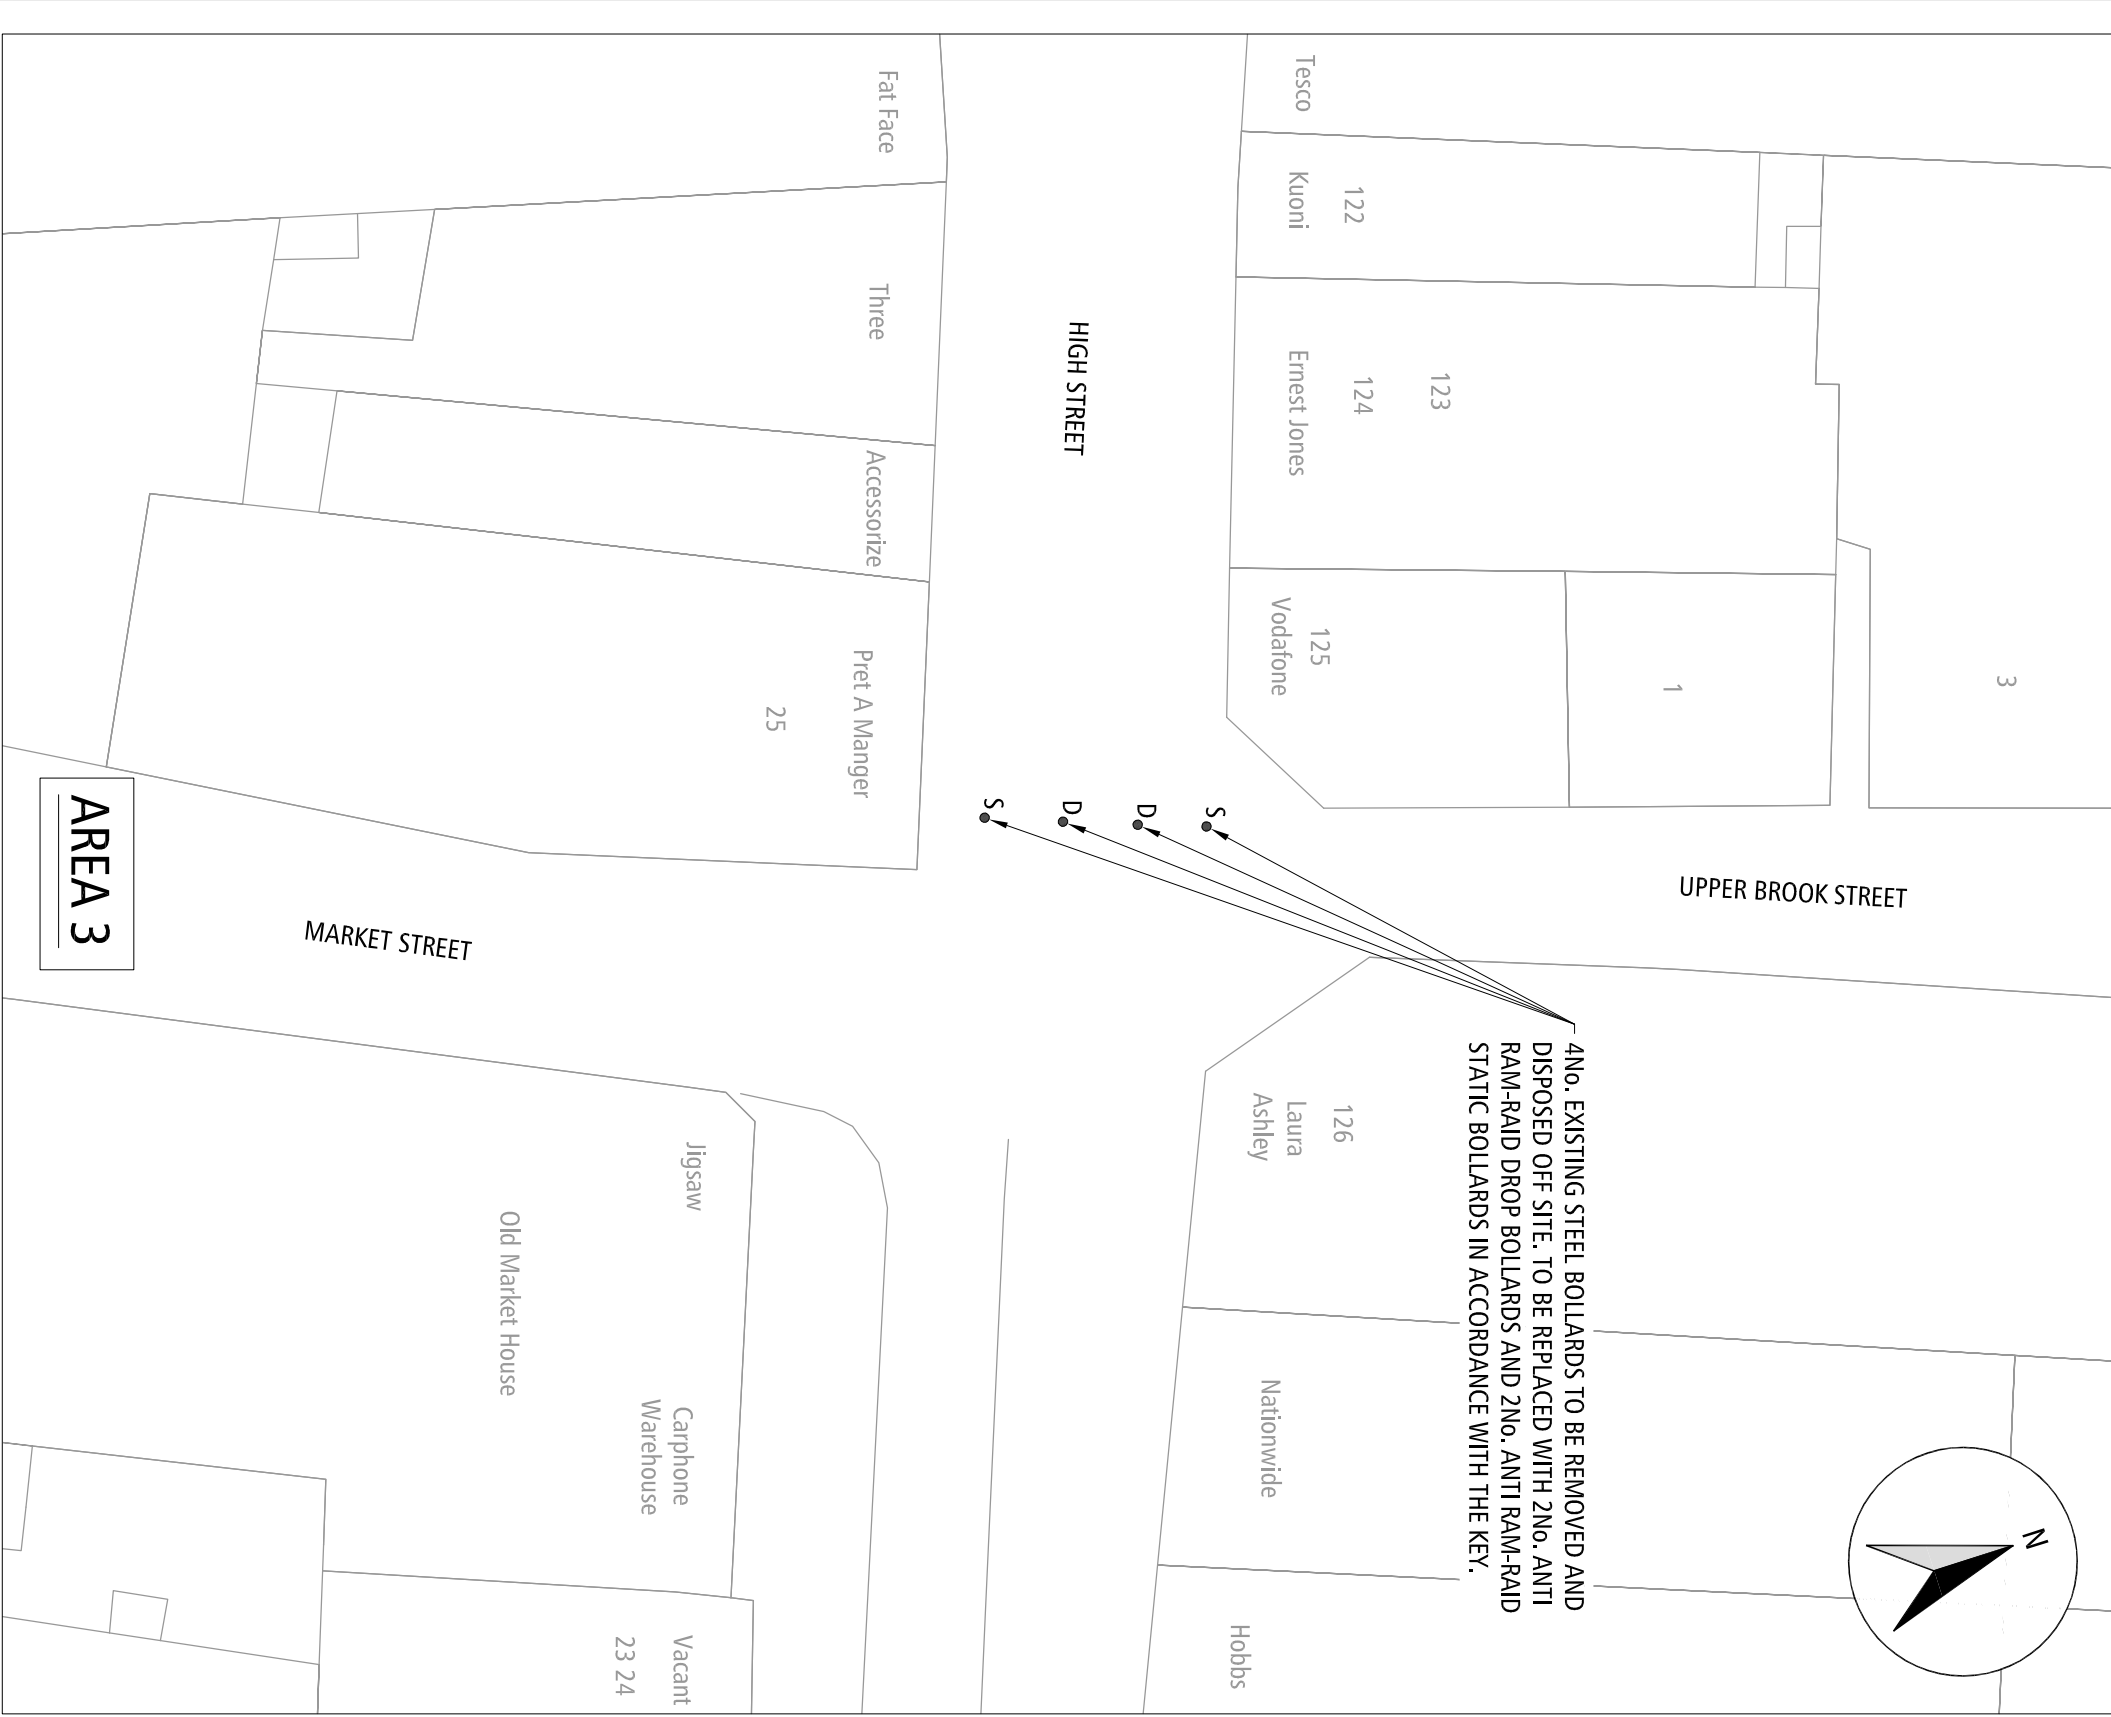 Tesco
Kuoni
122
Ernest Jones
124
123
Vodafone
125
1
3
Fat Face
Three
Accessorize
Pret A Manger
25
HIGH STREET
S
D
D
S
UPPER BROOK STREET
MARKET STREET
AREA 3
4No. EXISTING STEEL BOLLARDS TO BE REMOVED AND
DISPOSED OFF SITE. TO BE REPLACED WITH 2No. ANTI
RAM-RAID DROP BOLLARDS AND 2No. ANTI RAM-RAID
STATIC BOLLARDS IN ACCORDANCE WITH THE KEY.
126
Laura
Ashley
Nationwide
Hobbs
Jigsaw
Old Market House
Carphone
Warehouse
Vacant
23 24
N